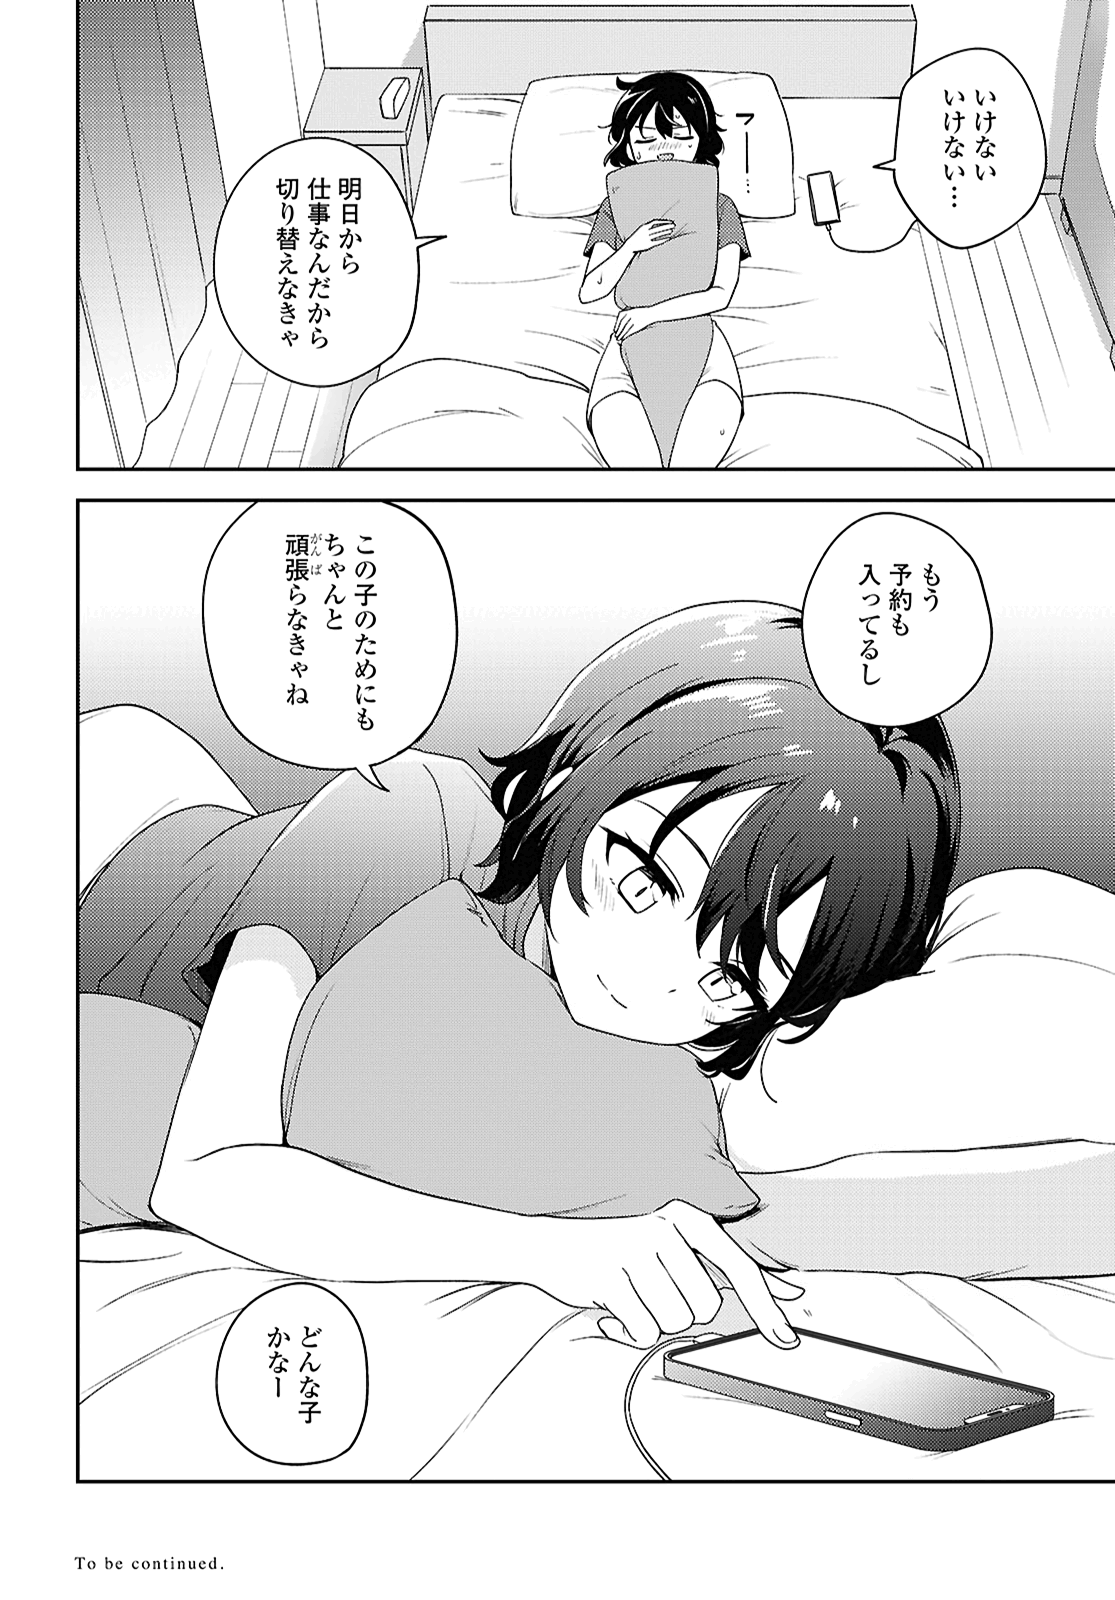 いけない
いけない…
フー…
明日から
仕事なんだから
切り替えなきゃ
もう
予約も
入ってるし
この子のためにも
ちゃんと
頑張らなきゃね
がんば
どんな子
かなー
To be continued.